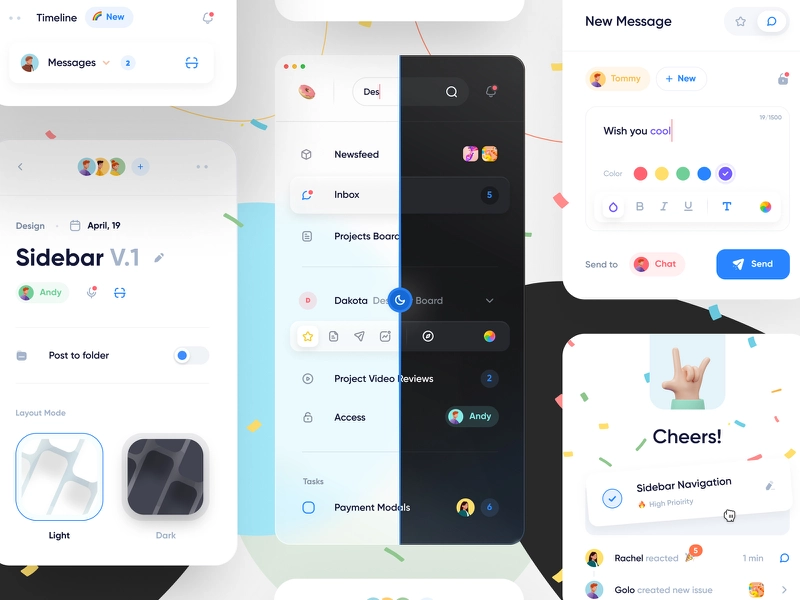 Timeline
New
Messages
2
Design
April, 19
Sidebar V.1
Andy
Post to folder
Layout Mode
Light
Dark
Des
Newsfeed
Inbox
5
Projects Board
D
Dakota Des Board
Project Video Reviews
2
Access
Andy
Tasks
Payment Modals
6
New Message
Tommy
+ New
19/1500
Wish you cool
Color
B I U T
Send to
Chat
Send
Cheers!
Sidebar Navigation
High Prioirity
Rachel reacted
5
1 min
Golo created new issue